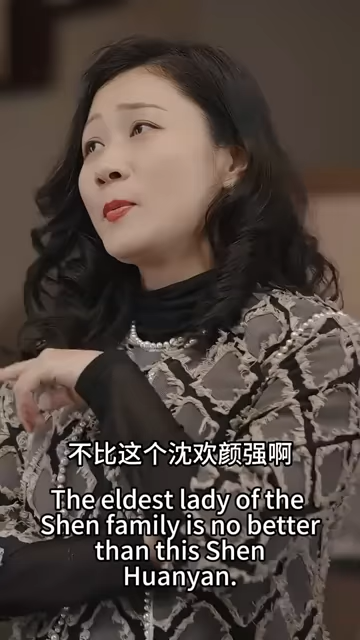 不比这个沈欢颜强啊
The eldest lady of the
Shen family is no better
than this Shen
Huanyan.